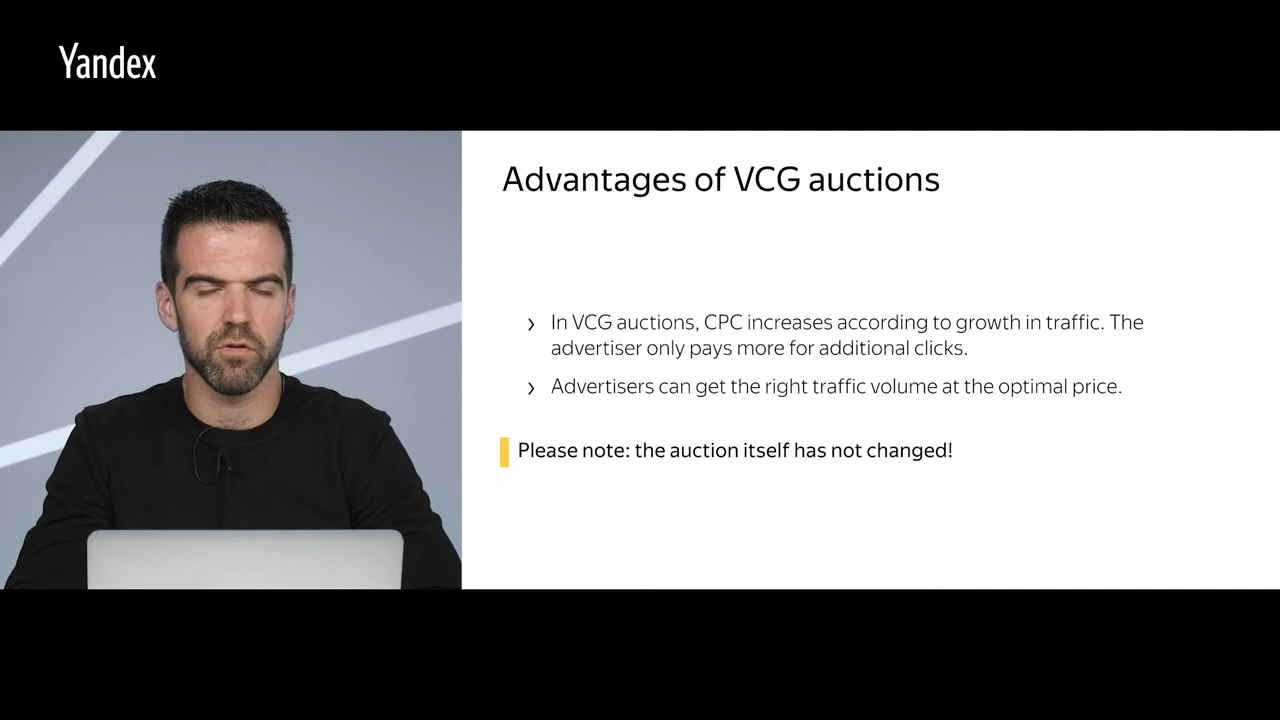 Yandex
Advantages of VCG auctions
› In VCG auctions, CPC increases according to growth in traffic. The
advertiser only pays more for additional clicks.
› Advertisers can get the right traffic volume at the optimal price.
Please note: the auction itself has not changed!